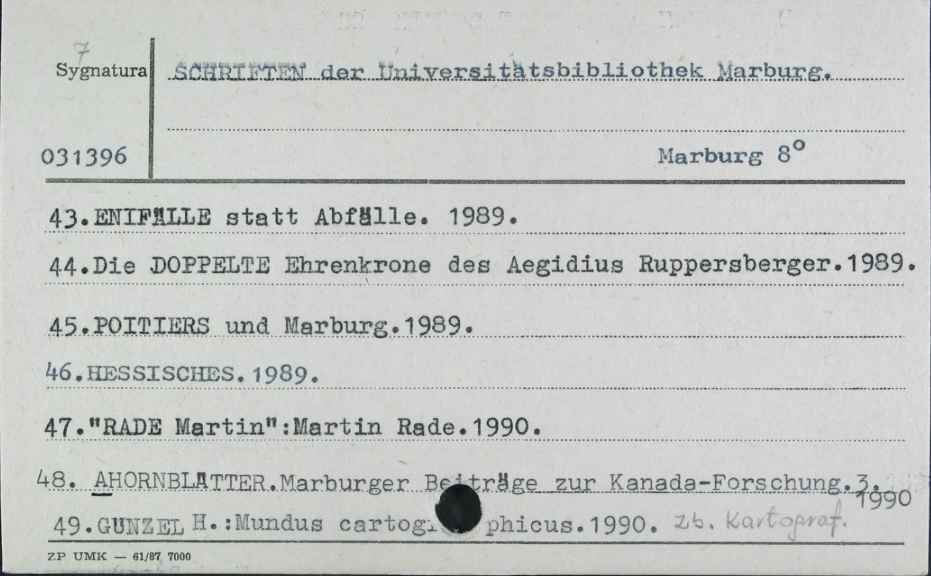 7
Sygnatura
SCHRIFTEN der Universitätsbibliothek Marburg.
031396
Marburg 8°
43.ENIFÄLLE statt Abfälle. 1989.
44.Die DOPPELTE Ehrenkrone des Aegidius Ruppersberger.1989.
45.POITIERS und Marburg.1989.
46.HESSISCHES.1989.
47."RADE Martin":Martin Rade.1990.
48. AHORNBLÄTTER.Marburger Beiträge zur Kanada-Forschung.3.
1990
49.GUNZEL H.:Mundus cartogr phicus.1990. zb. Kartograf.
ZP UMK — 61/87 7000